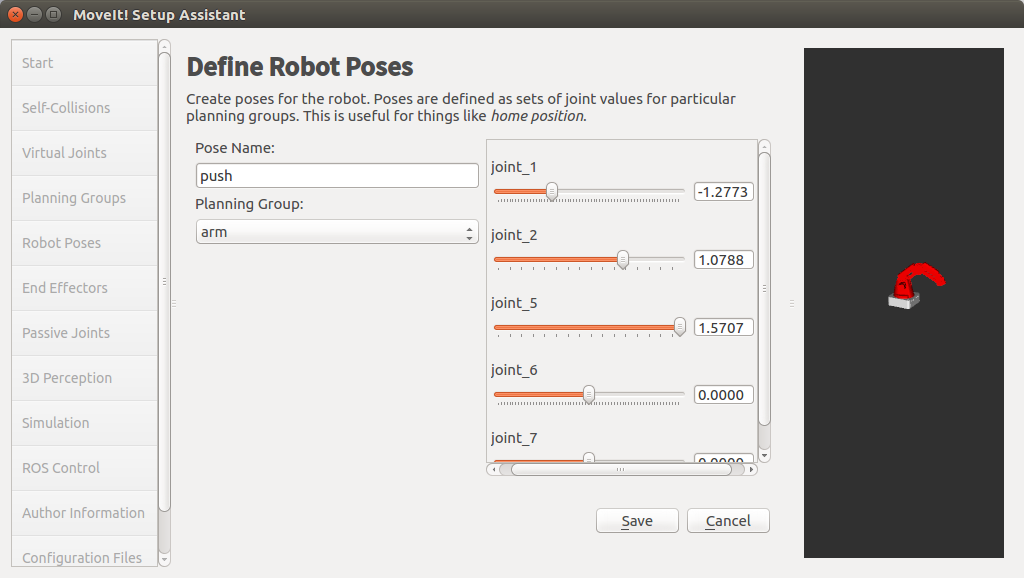 MoveIt! Setup Assistant
Start
Self-Collisions
Virtual Joints
Planning Groups
Robot Poses
End Effectors
Passive Joints
3D Perception
Simulation
ROS Control
Author Information
Configuration Files
Define Robot Poses
Create poses for the robot. Poses are defined as sets of joint values for particular
planning groups. This is useful for things like home position.
Pose Name:
push
Planning Group:
arm
joint_1
-1.2773
joint_2
1.0788
joint_5
1.5707
joint_6
0.0000
joint_7
0.0000
Save
Cancel